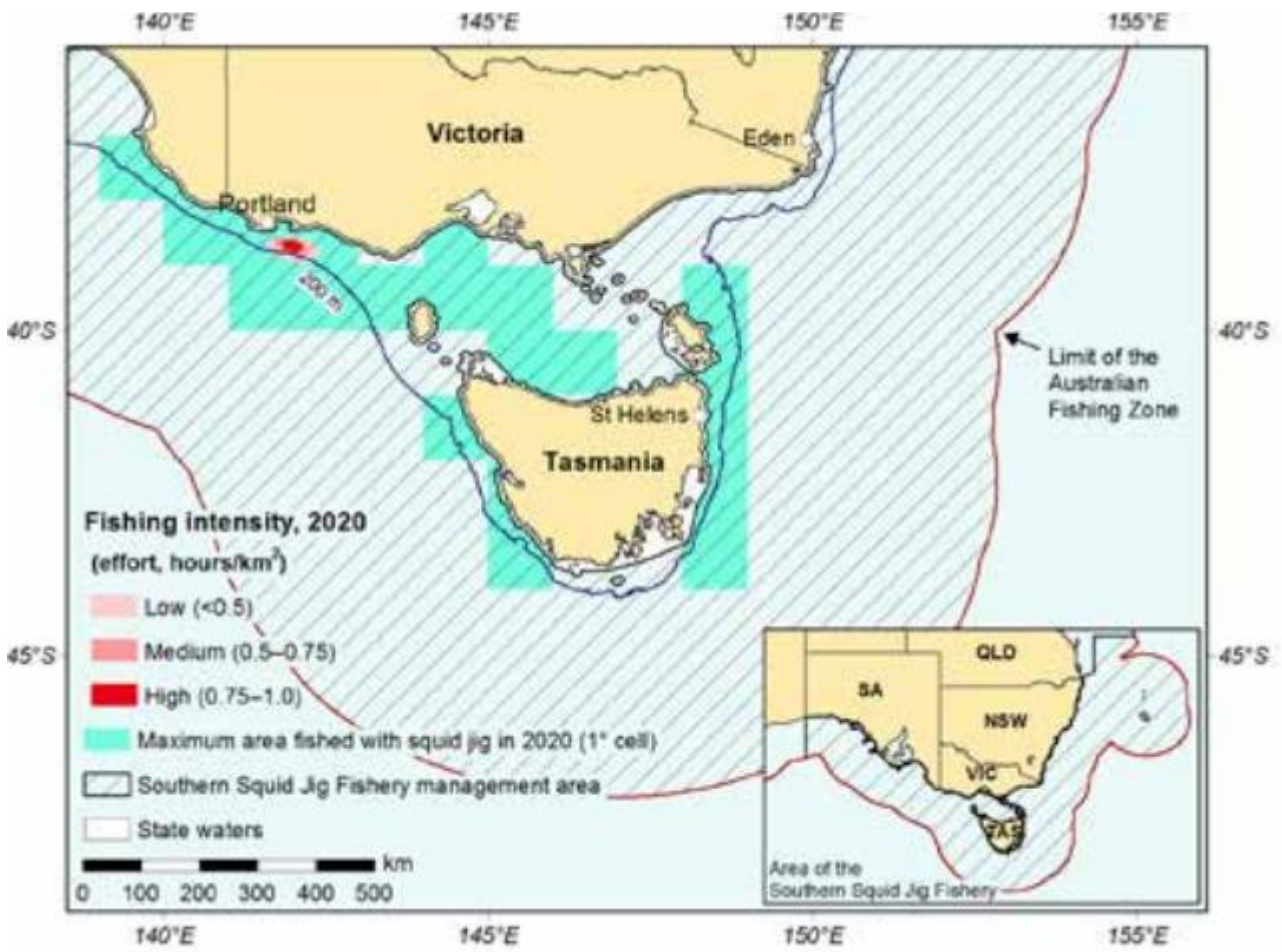 140°E 145°E 150°E 155°E
Victoria
Eden
Portland
200 m
40°S 40°S
Limit of the
Australian
Fishing Zone
St Helens
Tasmania
Fishing intensity, 2020
(effort, hours/km²)
Low (<0.5)
Medium (0.5–0.75)
High (0.75–1.0)
Maximum area fished with squid jig in 2020 (1° cell)
Southern Squid Jig Fishery management area
State waters
km
0 100 200 300 400 500
45°S 45°S
QLD
SA
NSW
VIC
TAS
Area of the
Southern Squid Jig Fishery
140°E 145°E 150°E 155°E